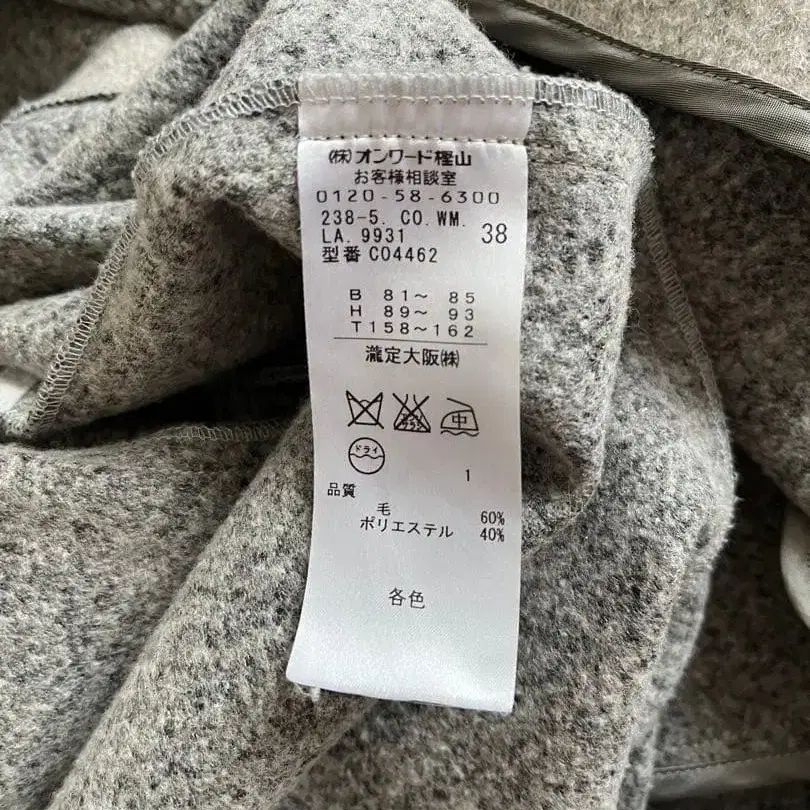 (株)オンワード樫山
お客様相談室
0120-58-6300
238-5. CO.WM.
LA. 9931 38
型番 CO4462
B 81～ 85
H 89～ 93
T158～162
瀧定大阪(株)
中
ドライ
1
品質
毛 60%
ポリエステル 40%
各色